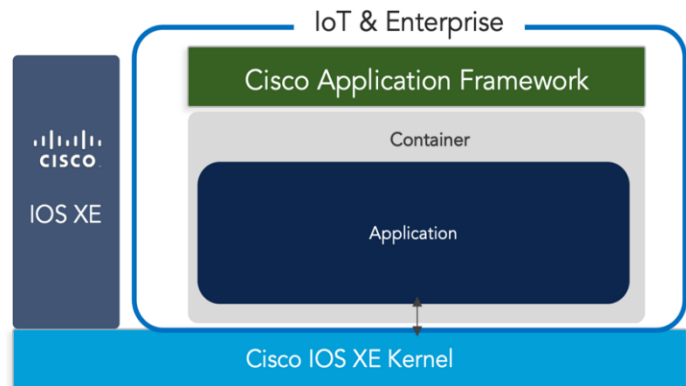 IoT & Enterprise
Cisco Application Framework
Container
CISCO
IOS XE
Application
Cisco IOS XE Kernel